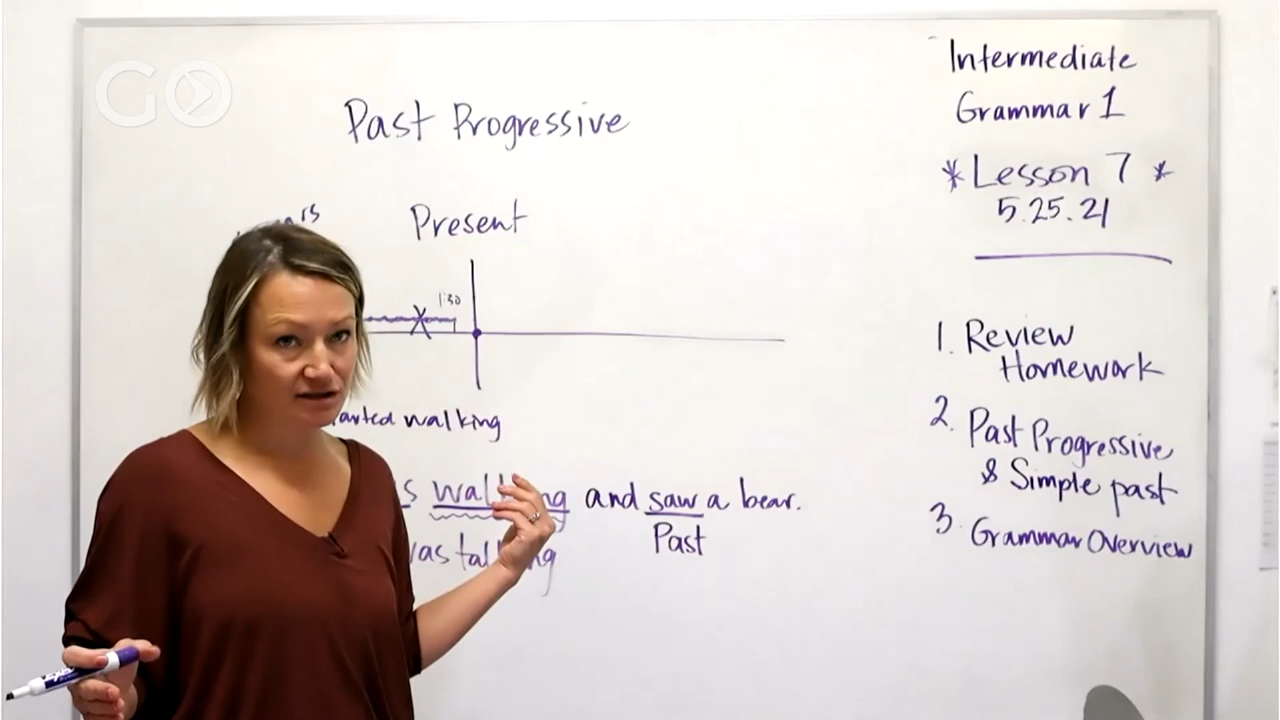 GO
Past Progressive
Present
1:30
walking
and saw a bear.
Past
Intermediate
Grammar 1
* Lesson 7 *
5.25.21
1. Review
Homework
2. Past Progressive
& Simple past
3. Grammar Overview